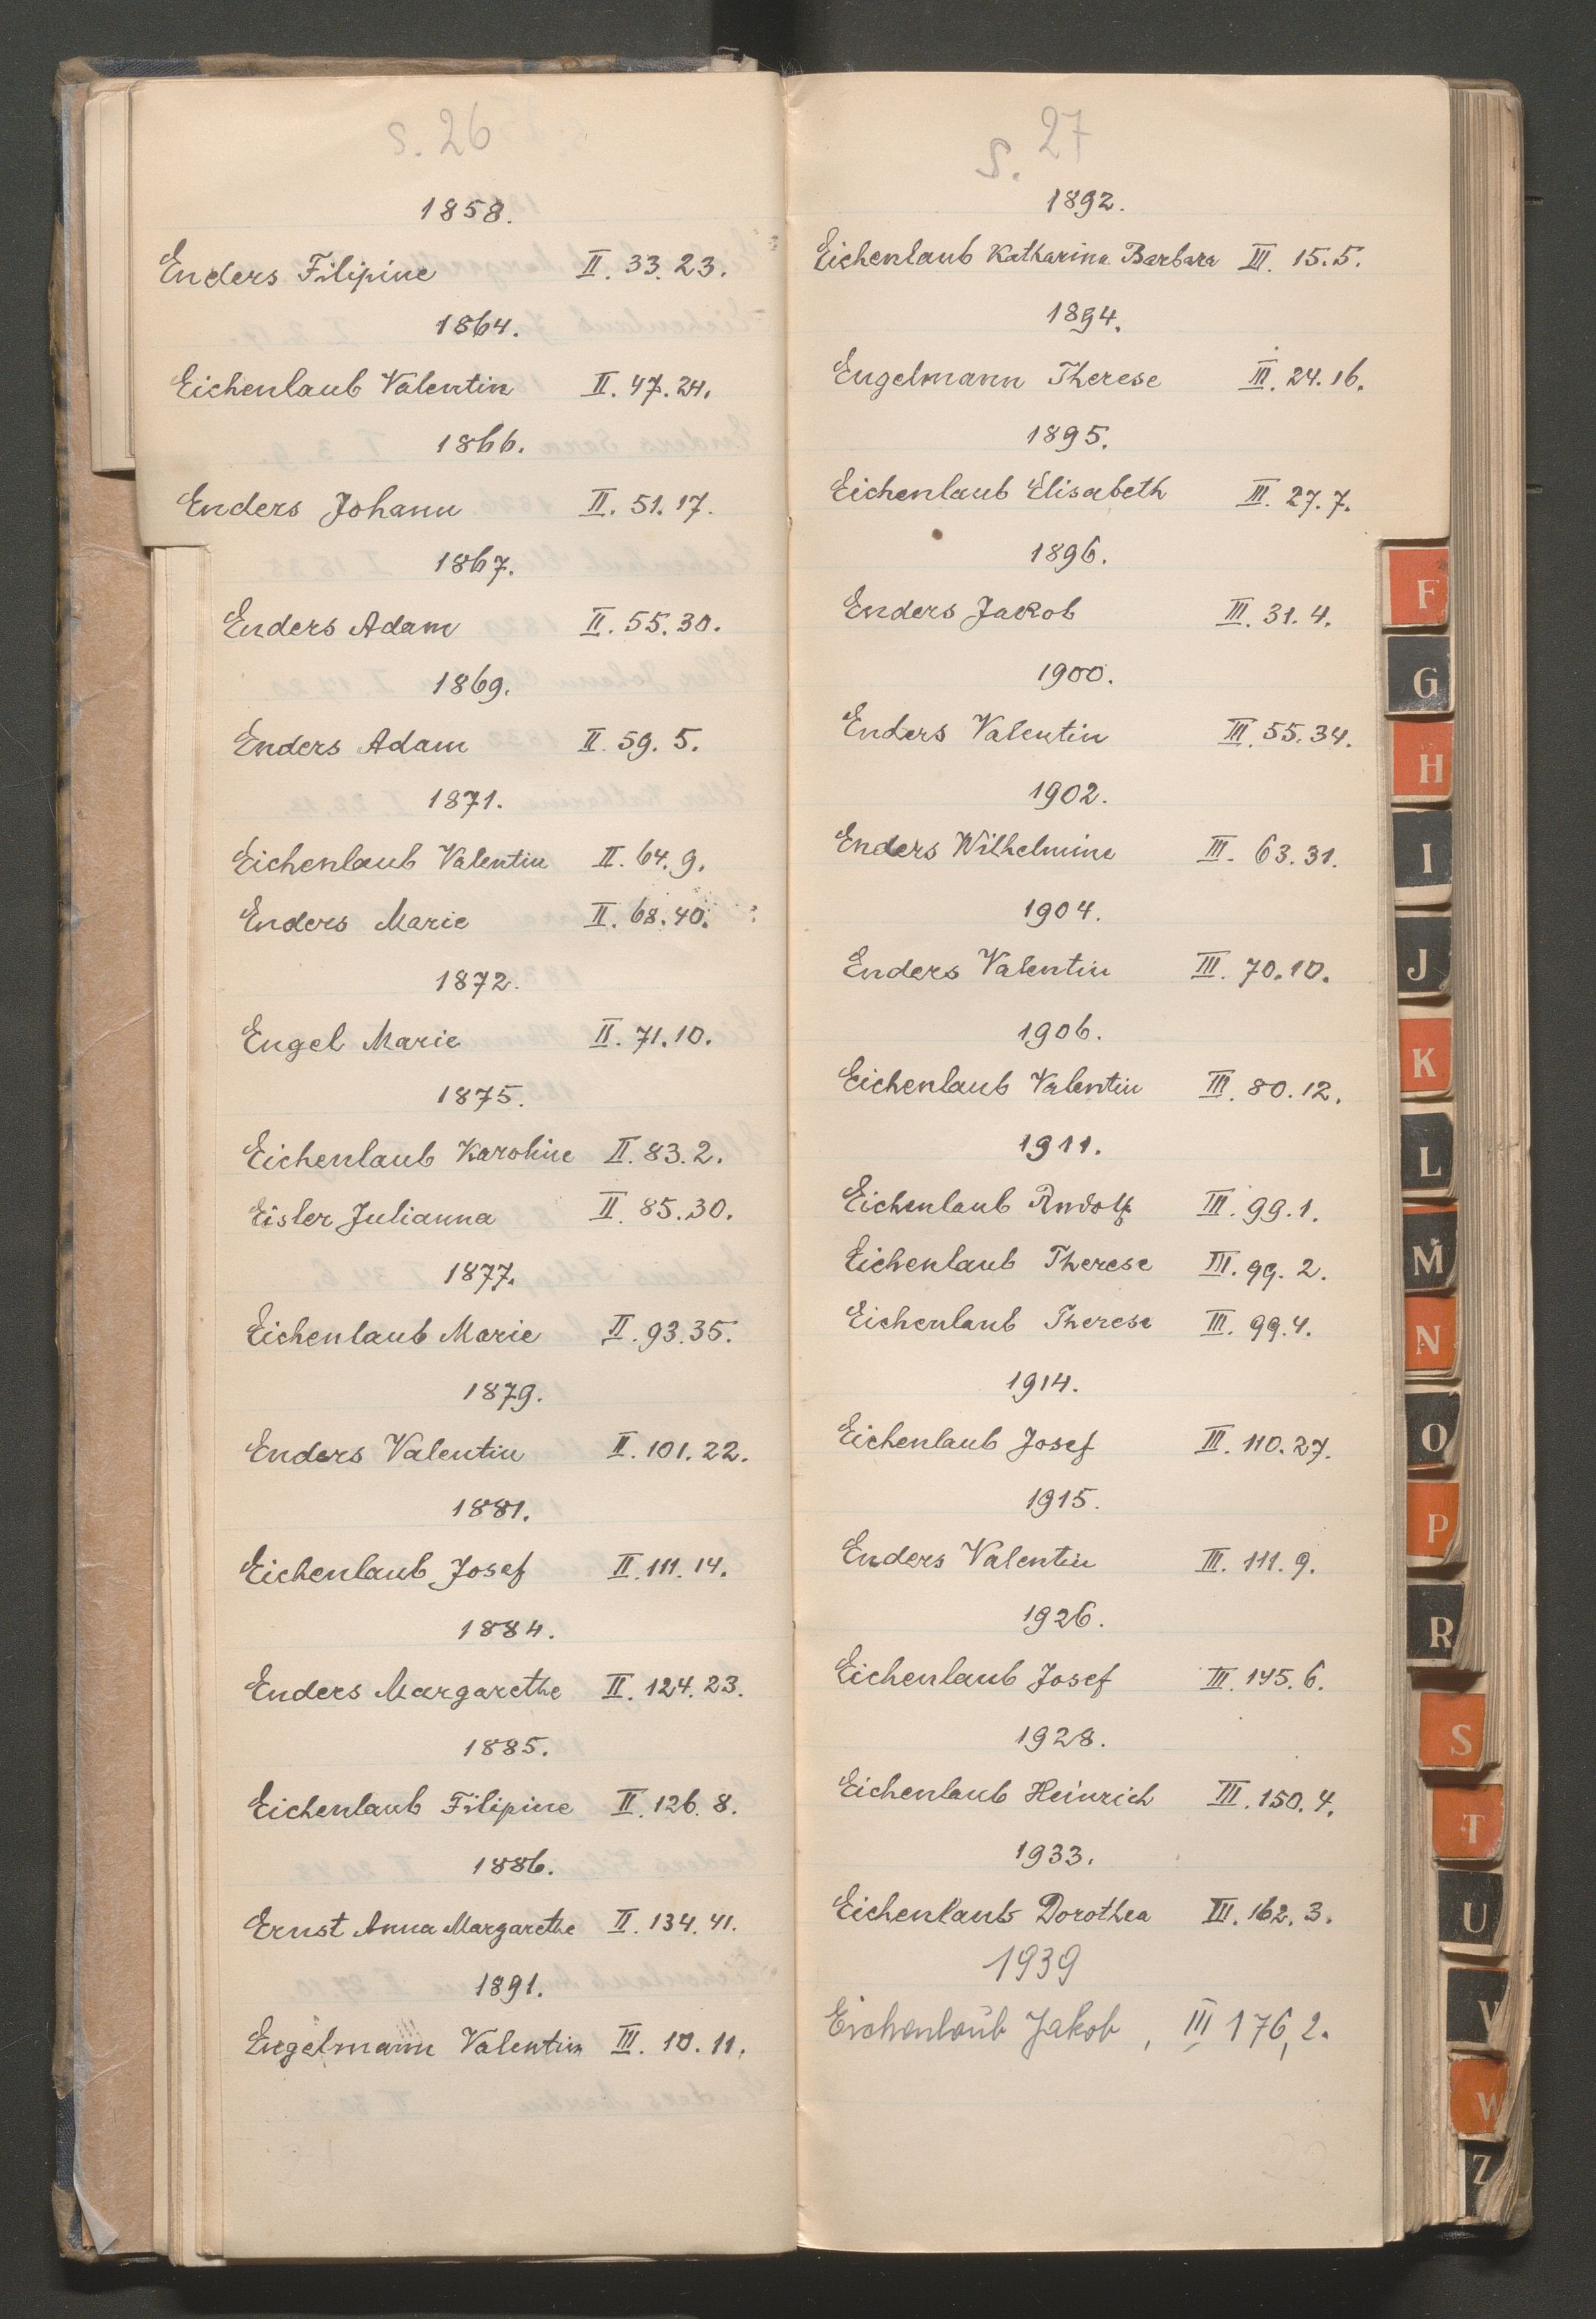 S. 26
1858.
Enders Filipine II. 33. 23.
1864.
Eichenlaub Valentin II. 47. 24.
1866.
Enders Johann II. 51. 17.
1867.
Enders Adam II. 55. 30.
1869.
Enders Adam II. 59. 5.
1871.
Eichenlaub Valentin II. 64. 9.
Enders Marie II. 68. 40.
1872.
Engel Marie II. 71. 10.
1875.
Eichenlaub Karoline II. 83. 2.
Eisler Julianna II. 85. 30.
1877.
Eichenlaub Marie II. 93. 35.
1879.
Enders Valentin II. 101. 22.
1881.
Eichenlaub Josef II. 111. 14.
1884.
Enders Margarethe II. 124. 23.
1885.
Eichenlaub Filipine II. 126. 8.
1886.
Ernst Anna Margarethe II. 134. 41.
1891.
Engelmann Valentin III. 10. 11.
S. 27
1892.
Eichenlaub Katharina Barbara III. 15. 5.
1894.
Engelmann Therese III. 24. 16.
1895.
Eichenlaub Elisabeth III. 27. 7.
1896.
Enders Jakob III. 31. 4.
1900.
Enders Valentin III. 55. 34.
1902.
Enders Wilhelmine III. 63. 31.
1904.
Enders Valentin III. 70. 10.
1906.
Eichenlaub Valentin III. 80. 12.
1911.
Eichenlaub Rudolf III. 99. 1.
Eichenlaub Therese III. 99. 2.
Eichenlaub Therese III. 99. 4.
1914.
Eichenlaub Josef III. 110. 27.
1915.
Enders Valentin III. 111. 9.
1926.
Eichenlaub Josef III. 145. 6.
1928.
Eichenlaub Heinrich III. 150. 4.
1933.
Eichenlaub Dorothea III. 162. 3.
1939
Eichenlaub Jakob, III 176, 2.
F
G
H
I
J
K
L
M
N
O
P
R
S
T
U
V
W
Z